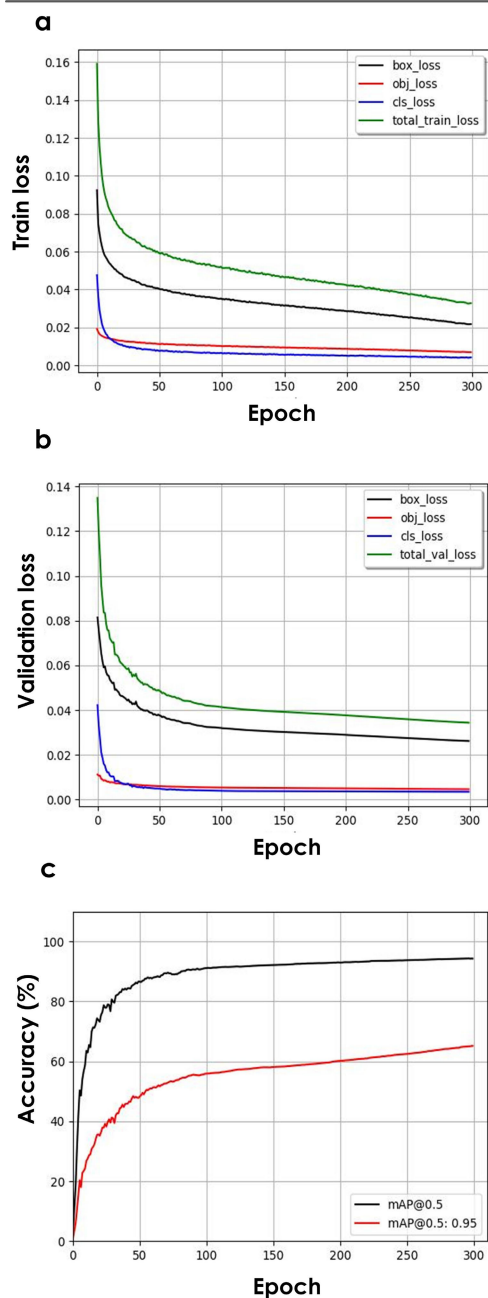 a
0.16
0.14
0.12
0.10
0.08
0.06
0.04
0.02
0.00
Train loss
box_loss
obj_loss
cls_loss
total_train_loss
0 50 100 150 200 250 300
Epoch
b
0.14
0.12
0.10
0.08
0.06
0.04
0.02
0.00
Validation loss
box_loss
obj_loss
cls_loss
total_val_loss
0 50 100 150 200 250 300
Epoch
c
100
80
60
40
20
0
Accuracy (%)
mAP@0.5
mAP@0.5: 0.95
0 50 100 150 200 250 300
Epoch